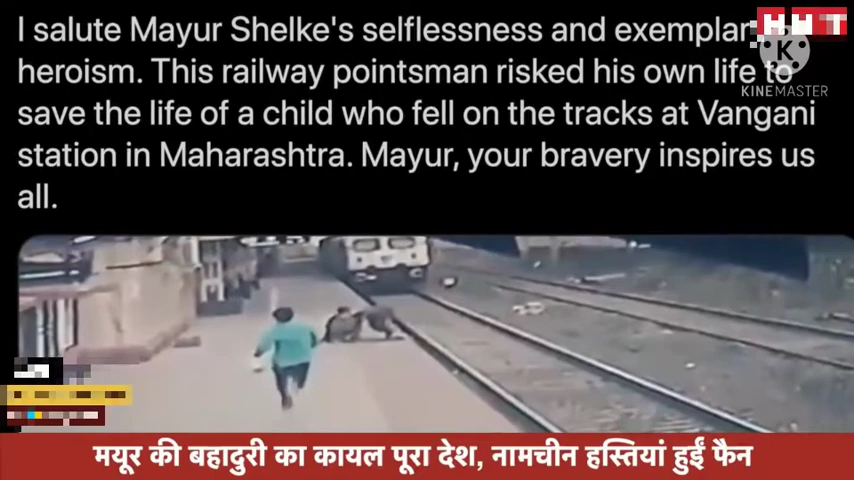 I salute Mayur Shelke's selflessness and exemplar
heroism. This railway pointsman risked his own life to
save the life of a child who fell on the tracks at Vangani
station in Maharashtra. Mayur, your bravery inspires us
all.
K
KINEMASTER
मयूर की बहादुरी का कायल पूरा देश, नामचीन हस्तियां हुईं फैन